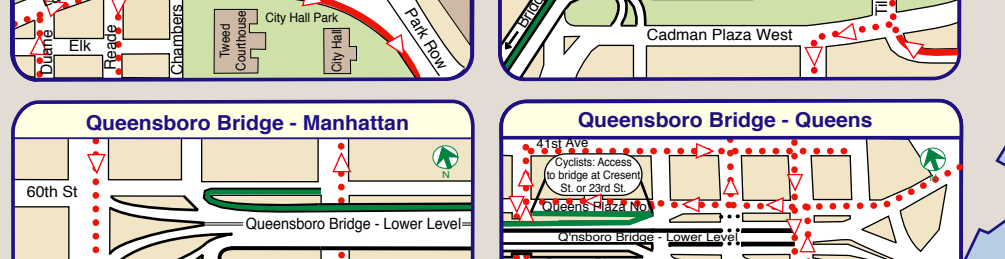 Duane
Elk
Reade
Chambers
Tweed
Courthouse
City Hall Park
City Hall
Park Row
Cadman Plaza West
Queensboro Bridge - Manhattan
60th St
N
Queensboro Bridge - Lower Level
Queensboro Bridge - Queens
41st Ave
Cyclists: Access
to bridge at Cresent
St. or 23rd St.
Queens Plaza No.
Q'nsboro Bridge - Lower Level
N